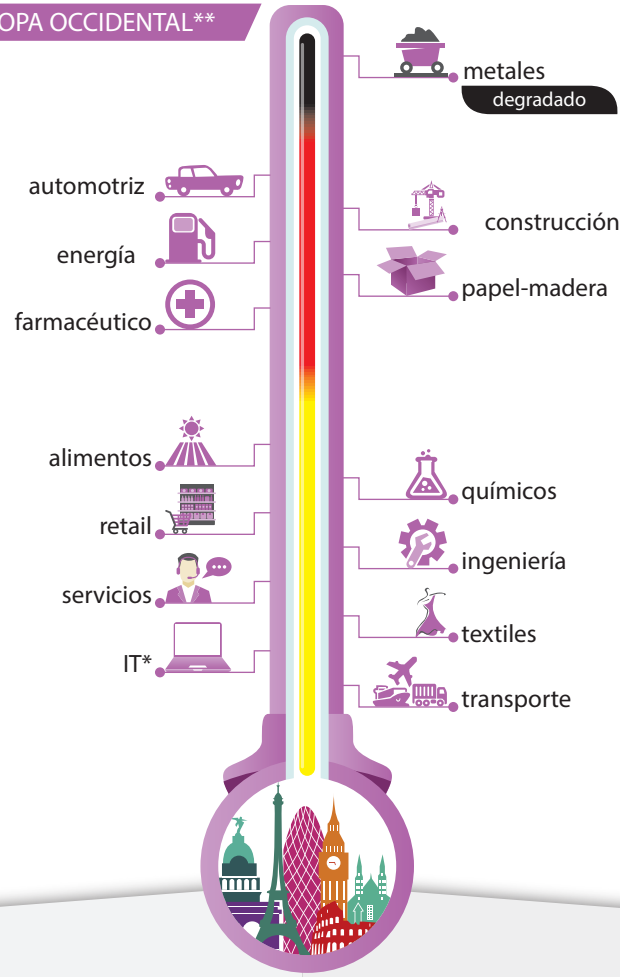 OPA OCCIDENTAL**
metales
degradado
automotriz
construcción
energía
papel-madera
farmacéutico
alimentos
químicos
retail
ingeniería
servicios
textiles
IT*
transporte